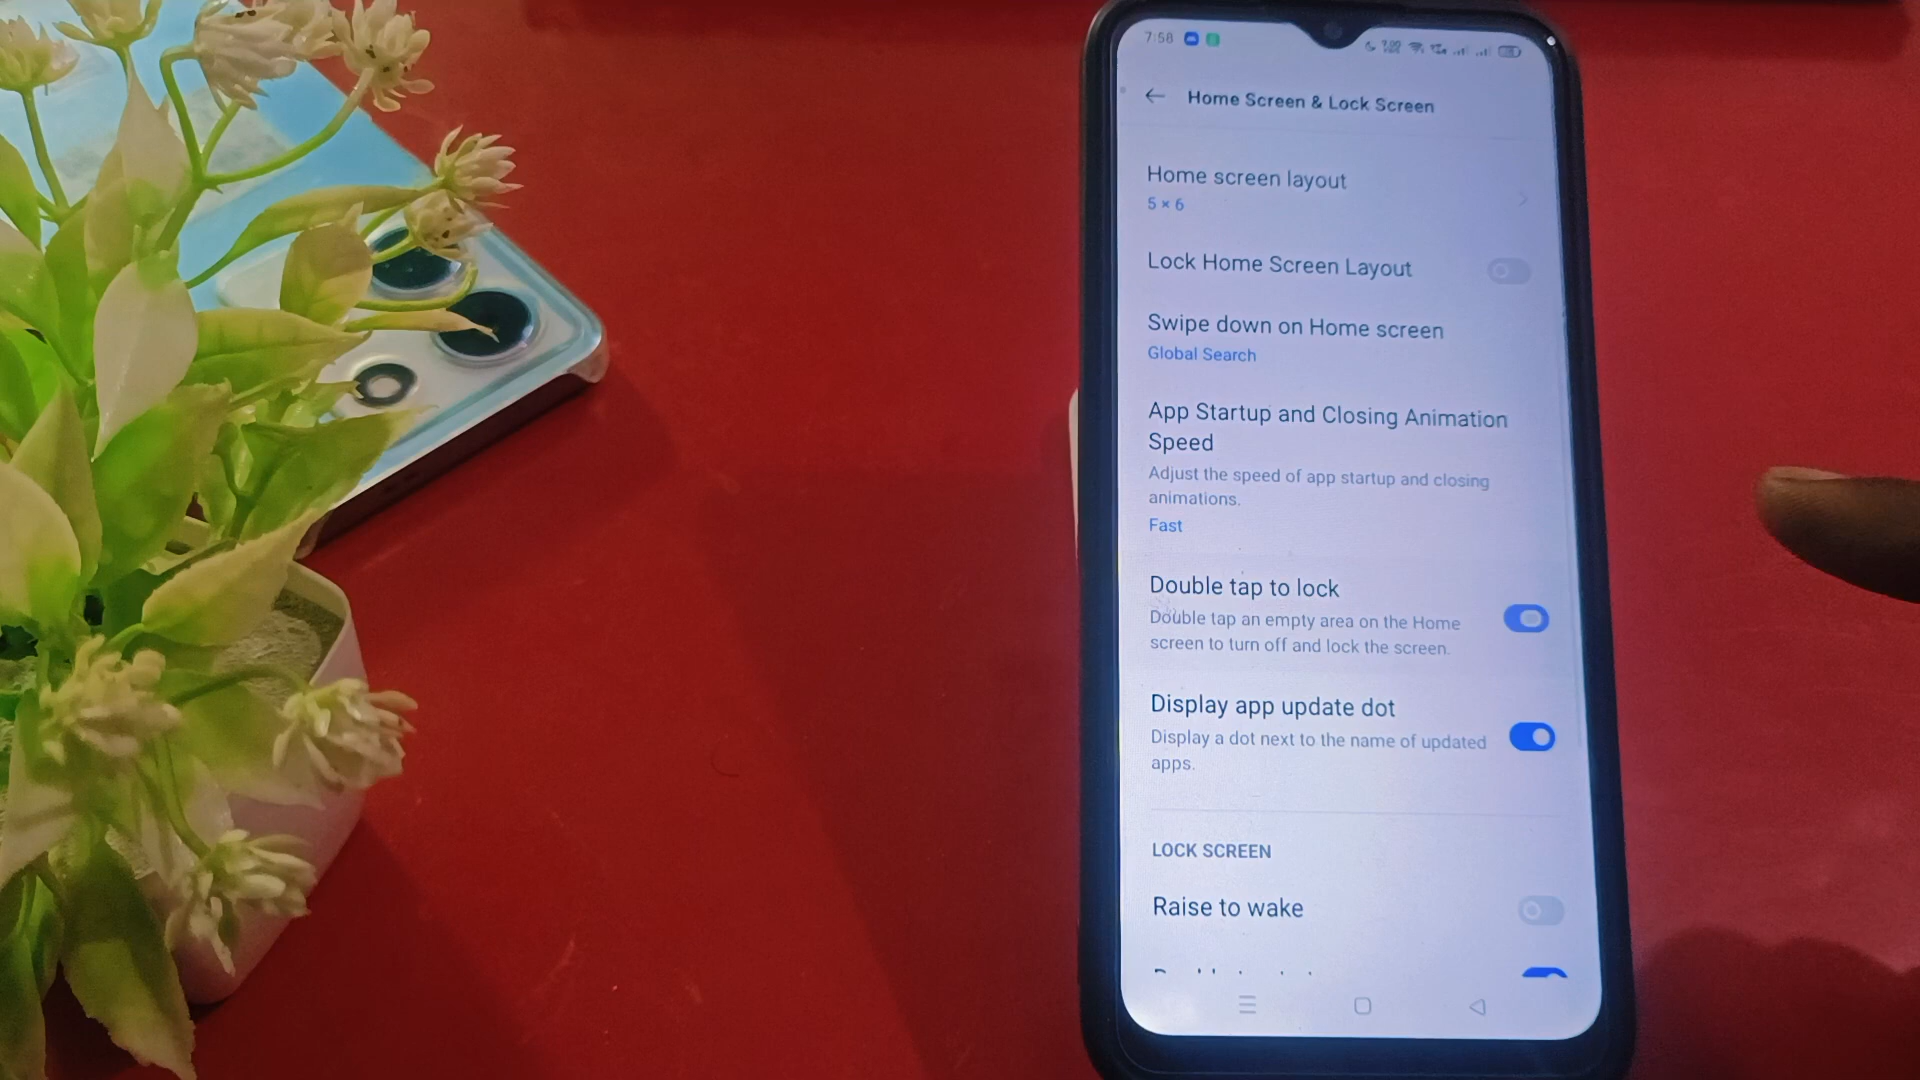 7:58
Home Screen & Lock Screen
Home screen layout
5 × 6
Lock Home Screen Layout
Swipe down on Home screen
Global Search
App Startup and Closing Animation
Speed
Adjust the speed of app startup and closing
animations.
Fast
Double tap to lock
Double tap an empty area on the Home
screen to turn off and lock the screen.
Display app update dot
Display a dot next to the name of updated
apps.
LOCK SCREEN
Raise to wake